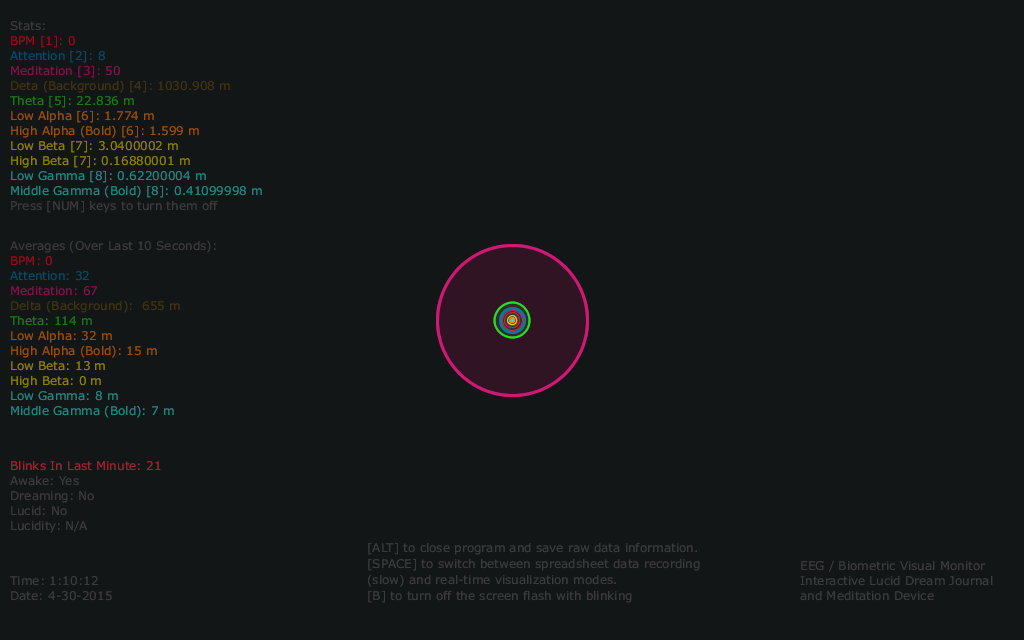 Stats:
BPM [1]: 0
Attention [2]: 8
Meditation [3]: 50
Deta (Background) [4]: 1030.908 m
Theta [5]: 22.836 m
Low Alpha [6]: 1.774 m
High Alpha (Bold) [6]: 1.599 m
Low Beta [7]: 3.0400002 m
High Beta [7]: 0.16880001 m
Low Gamma [8]: 0.62200004 m
Middle Gamma (Bold) [8]: 0.41099998 m
Press [NUM] keys to turn them off
Averages (Over Last 10 Seconds):
BPM: 0
Attention: 32
Meditation: 67
Delta (Background):  655 m
Theta: 114 m
Low Alpha: 32 m
High Alpha (Bold): 15 m
Low Beta: 13 m
High Beta: 0 m
Low Gamma: 8 m
Middle Gamma (Bold): 7 m
Blinks In Last Minute: 21
Awake: Yes
Dreaming: No
Lucid: No
Lucidity: N/A
Time: 1:10:12
Date: 4-30-2015
[ALT] to close program and save raw data information.
[SPACE] to switch between spreadsheet data recording
(slow) and real-time visualization modes.
[B] to turn off the screen flash with blinking
EEG / Biometric Visual Monitor
Interactive Lucid Dream Journal
and Meditation Device